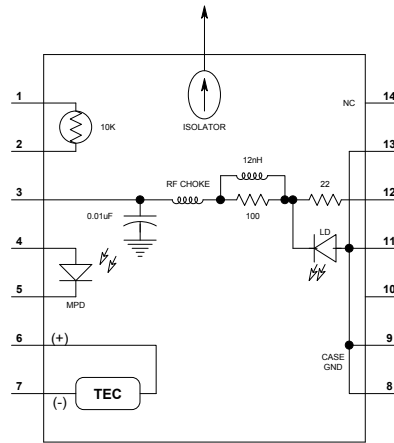 1
14
NC
10K
ISOLATOR
13
2
12nH
RF CHOKE
22
3
12
0.01uF
100
4
LD
11
5
MPD
10
6
(+)
9
CASE
GND
7
(-)
TEC
8